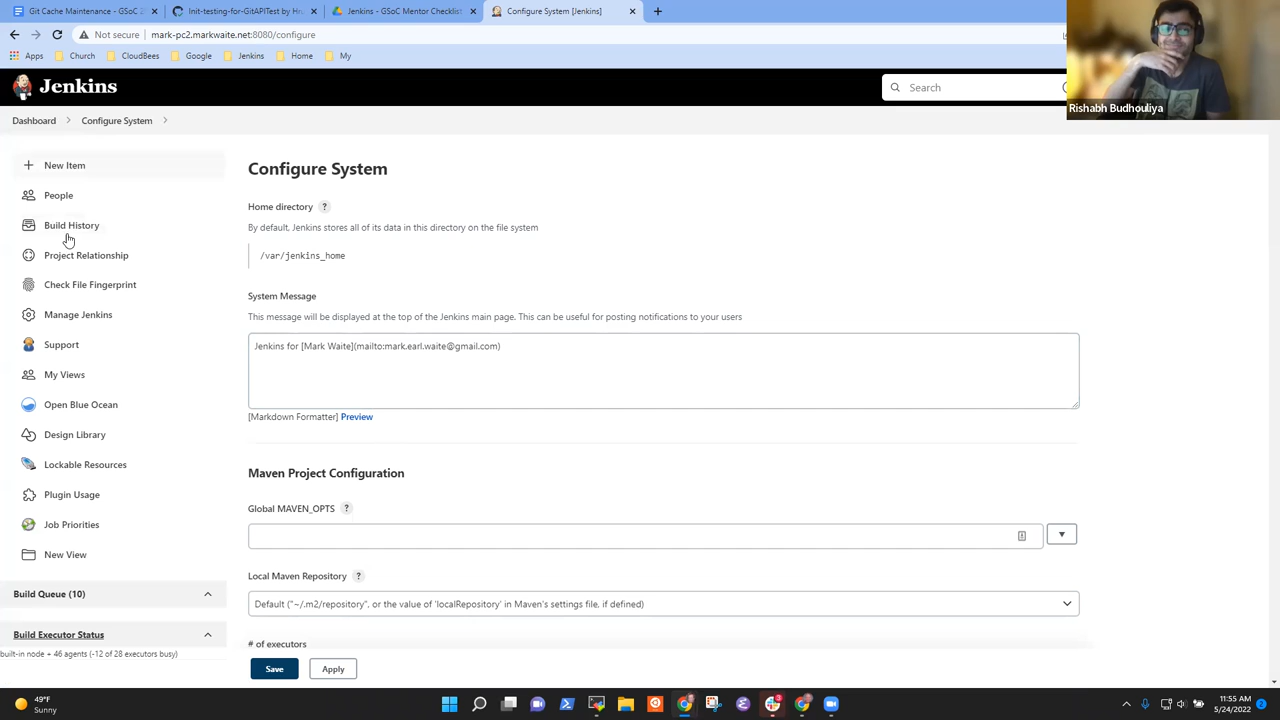 Git Cache Maintenance - GSoC 2
Init-testing-for-GitAPITest by Hru
Jenkins - GSoC Mentor Checklist
Configure System [Jenkins]
Not secure | mark-pc2.markwaite.net:8080/configure
Apps
Church
CloudBees
Google
Jenkins
Home
My
Jenkins
Search
Rishabh Budhouliya
Dashboard
Configure System
New Item
People
Build History
Project Relationship
Check File Fingerprint
Manage Jenkins
Support
My Views
Open Blue Ocean
Design Library
Lockable Resources
Plugin Usage
Job Priorities
New View
Build Queue (10)
Build Executor Status
built-in node + 46 agents (-12 of 28 executors busy)
Configure System
Home directory ?
By default, Jenkins stores all of its data in this directory on the file system
/var/jenkins_home
System Message
This message will be displayed at the top of the Jenkins main page. This can be useful for posting notifications to your users
Jenkins for [Mark Waite](mailto:mark.earl.waite@gmail.com)
[Markdown Formatter] Preview
Maven Project Configuration
Global MAVEN_OPTS ?
Local Maven Repository ?
Default ("~/.m2/repository", or the value of 'localRepository' in Maven's settings file, if defined)
# of executors
Save
Apply
49°F
Sunny
11:55 AM
5/24/2022